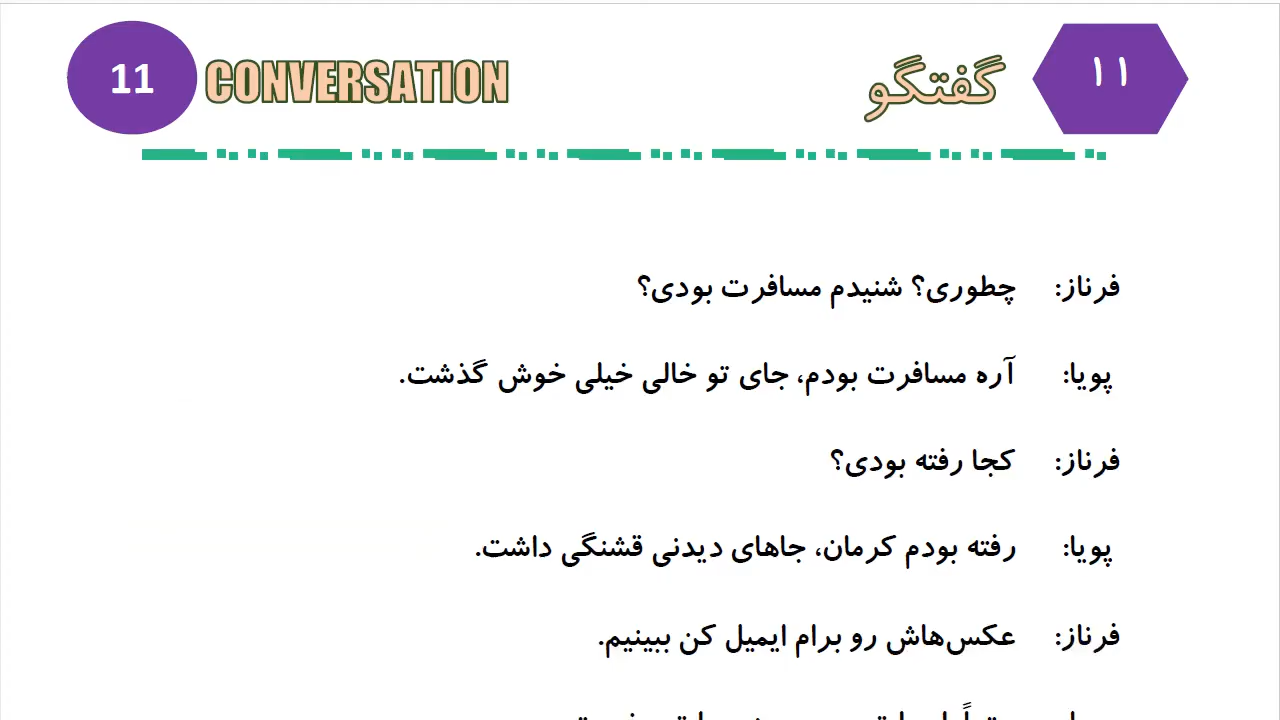 11 CONVERSATION گفتگو ۱۱
فرناز: چطوری؟ شنیدم مسافرت بودی؟
پویا: آره مسافرت بودم، جای تو خالی خیلی خوش گذشت.
فرناز: کجا رفته بودی؟
پویا: رفته بودم کرمان، جاهای دیدنی قشنگی داشت.
فرناز: عکس‌هاش رو برام ایمیل کن ببینیم.